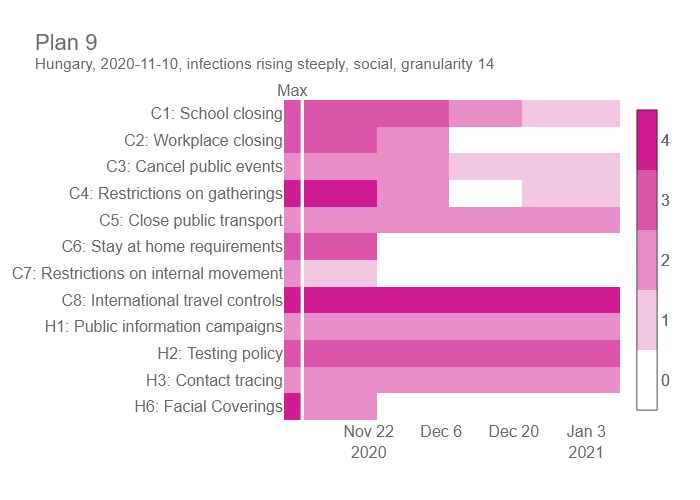 Plan 9
Hungary, 2020-11-10, infections rising steeply, social, granularity 14
Max
C1: School closing
C2: Workplace closing
C3: Cancel public events
C4: Restrictions on gatherings
C5: Close public transport
C6: Stay at home requirements
C7: Restrictions on internal movement
C8: International travel controls
H1: Public information campaigns
H2: Testing policy
H3: Contact tracing
H6: Facial Coverings
4
3
2
1
0
Nov 22 Dec 6 Dec 20 Jan 3
2020 2021